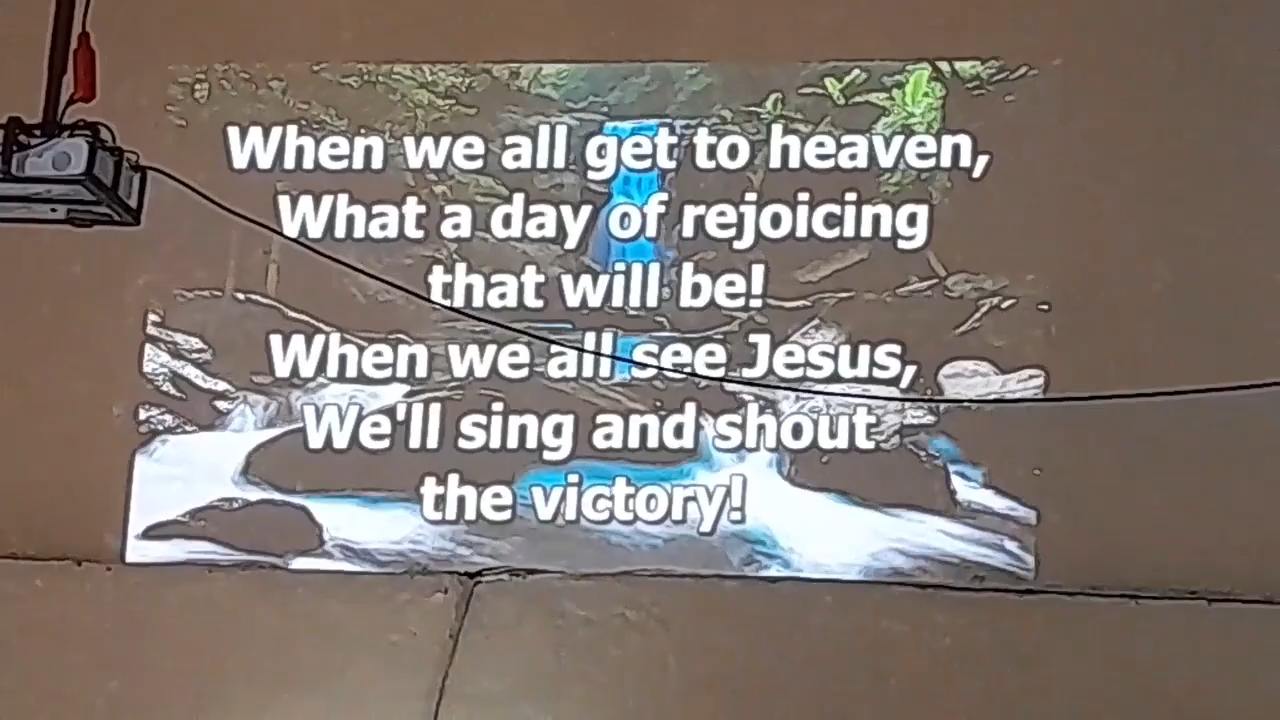 When we all get to heaven,
What a day of rejoicing
that will be!
When we all see Jesus,
We'll sing and shout
the victory!